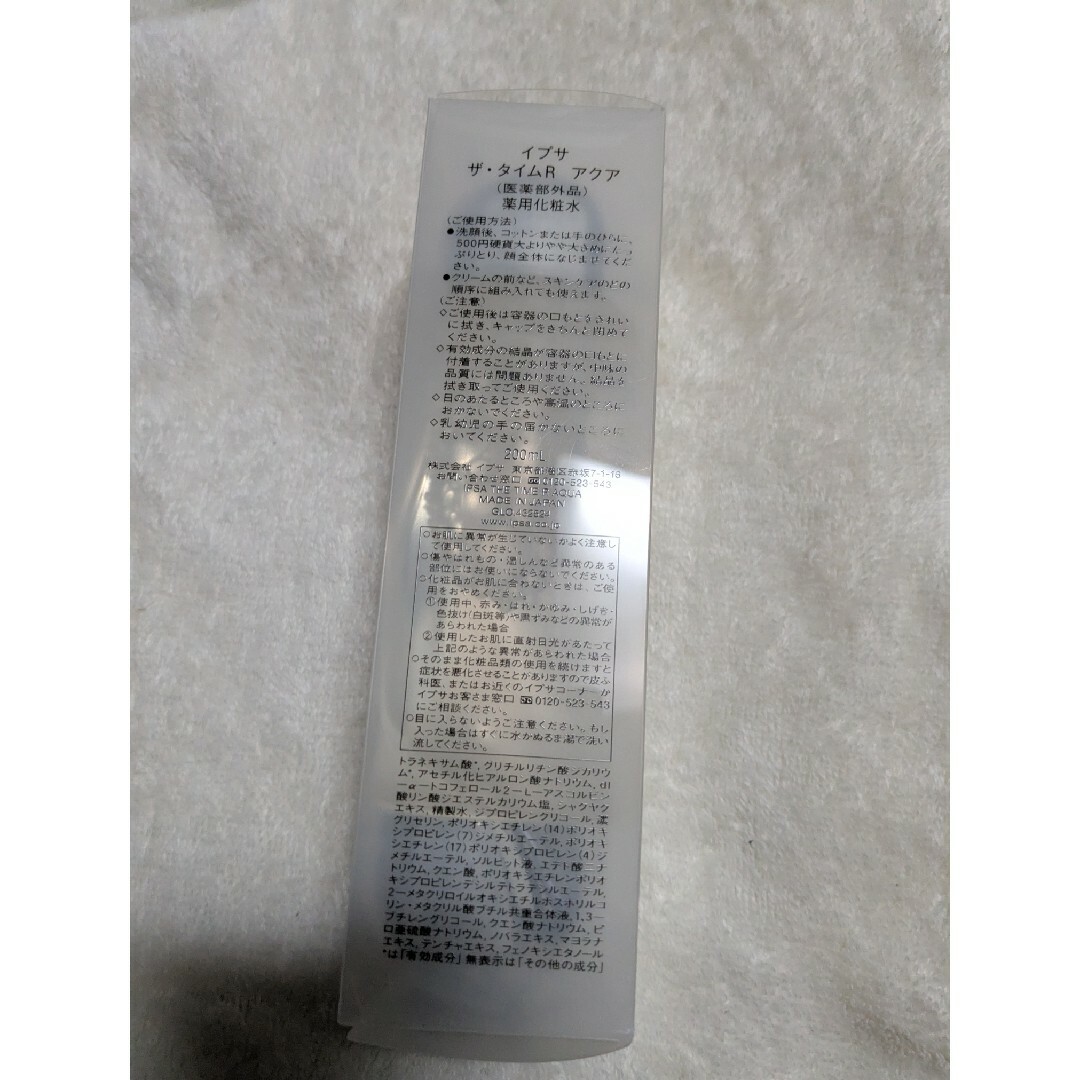 イプサ
ザ・タイムR アクア
(医薬部外品)
薬用化粧水
(ご使用方法)
●洗顔後、コットンまたは手のひらに、
500円硬貨大よりやや大きめにたっ
ぷりとり、顔全体になじませてくだ
さい。
●クリームの前など、スキンケアのどの
順序に組み入れても使えます。
(ご注意)
◇ご使用後は容器の口もとをきれい
に拭き、キャップをきちんと閉めて
ください。
◇有効成分の結晶が容器の口もとに
付着することがありますが、中味の
品質には問題ありません。結晶を
拭き取ってご使用ください。
◇日のあたるところや高温のところに
おかないでください。
◇乳幼児の手の届かないところに
おいてください。
200mL
株式会社 イプサ 東京都港区赤坂7-1-16
お問い合わせ窓口 0120-523-543
IPSA THE TIME R AQUA
MADE IN JAPAN
GLO.
www.ipsa.co.jp
○お肌に異常が生じていないかよく注意し
て使用してください。
○傷やはれもの・湿しんなど異常のある
部位にはお使いにならないでください。
○化粧品がお肌に合わないときは、ご使
用をおやめください。
①使用中、赤み・はれ・かゆみ・しげき・
色抜け(白斑等)や黒ずみなどの異常が
あらわれた場合
②使用したお肌に直射日光があたって
上記のような異常があらわれた場合
○そのまま化粧品類の使用を続けますと
症状を悪化させることがありますので皮ふ
科医、またはお近くのイプサコーナーか
イプサお客さま窓口 0120-523-543
にご相談ください。
○目に入らないようご注意ください。もし
入った場合はすぐに水かぬるま湯で洗い
流してください。
トラネキサム酸*, グリチルリチン酸ジカリウ
ム*, アセチル化ヒアルロン酸ナトリウム, dl
-α-トコフェロール2-L-アスコルビン
酸リン酸ジエステルカリウム塩, シャクヤク
エキス, 精製水, ジプロピレングリコール, 濃
グリセリン, ポリオキシエチレン(14)ポリオキ
シプロピレン(7)ジメチルエーテル, ポリオキ
シエチレン(17)ポリオキシプロピレン(4)ジ
メチルエーテル, ソルビット液, エデト酸二ナ
トリウム, クエン酸, ポリオキシエチレンポリオ
キシプロピレンデシルテトラデシルエーテル,
2-メタクリロイルオキシエチルホスホリルコ
リン・メタクリル酸ブチル共重合体液, 1,3-
ブチレングリコール, クエン酸ナトリウム, ピ
ロ亜硫酸ナトリウム, ノバラエキス, マヨラナ
エキス, テンチャエキス, フェノキシエタノール
*は「有効成分」無表示は「その他の成分」